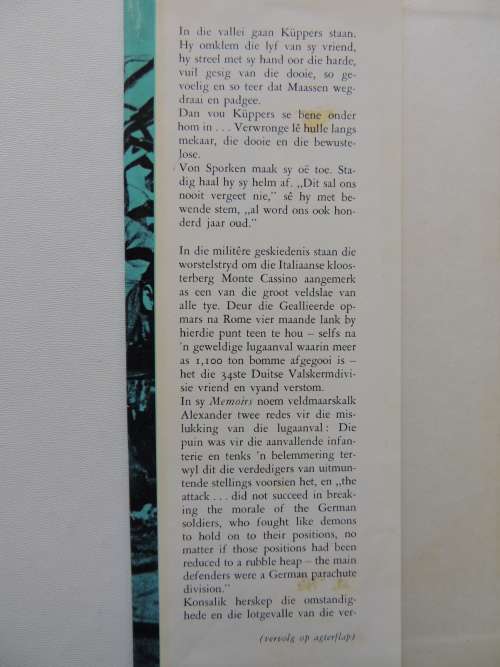 In die vallei gaan Küppers staan.
Hy omklem die lyf van sy vriend,
hy streel met sy hand oor die harde,
vuil gesig van die dooie, so ge-
voelig en so teer dat Maassen weg-
draai en padgee.
Dan vou Küppers se bene onder
hom in . . . Verwronge lê hulle langs
mekaar, die dooie en die bewuste-
lose.
Von Sporken maak sy oë toe. Sta-
dig haal hy sy helm af. „Dit sal ons
nooit vergeet nie,” sê hy met be-
wende stem, „al word ons ook hon-
derd jaar oud.”
In die militêre geskiedenis staan die
worstelstryd om die Italiaanse kloos-
terberg Monte Cassino aangemerk
as een van die groot veldslae van
alle tye. Deur die Geallieerde op-
mars na Rome vier maande lank by
hierdie punt teen te hou – selfs na
'n geweldige lugaanval waarin meer
as 1,100 ton bomme afgegooi is –
het die 34ste Duitse Valskermdivi-
sie vriend en vyand verstom.
In sy Memoirs noem veldmaarskalk
Alexander twee redes vir die mis-
lukking van die lugaanval: Die
puin was vir die aanvallende infan-
terie en tenks 'n belemmering ter-
wyl dit die verdedigers van uitmun-
tende stellings voorsien het, en „the
attack . . . did not succeed in break-
ing the morale of the German
soldiers, who fought like demons
to hold on to their positions, no
matter if those positions had been
reduced to a rubble heap – the main
defenders were a German parachute
division.”
Konsalik herskep die omstandig-
hede en die lotgevalle van die ver-
(vervolg op agterflap)